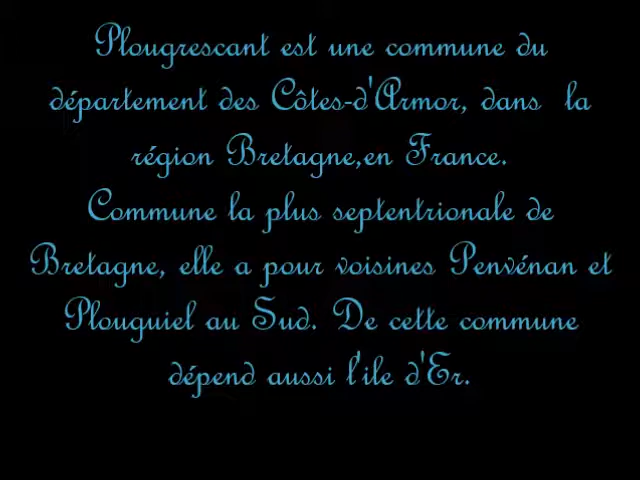 Plougrescant est une commune du
département des Côtes-d'Armor, dans  la
région Bretagne,en France.
Commune la plus septentrionale de
Bretagne, elle a pour voisines Penvénan et
Plouguiel au Sud. De cette commune
dépend aussi l'ile d'Er.